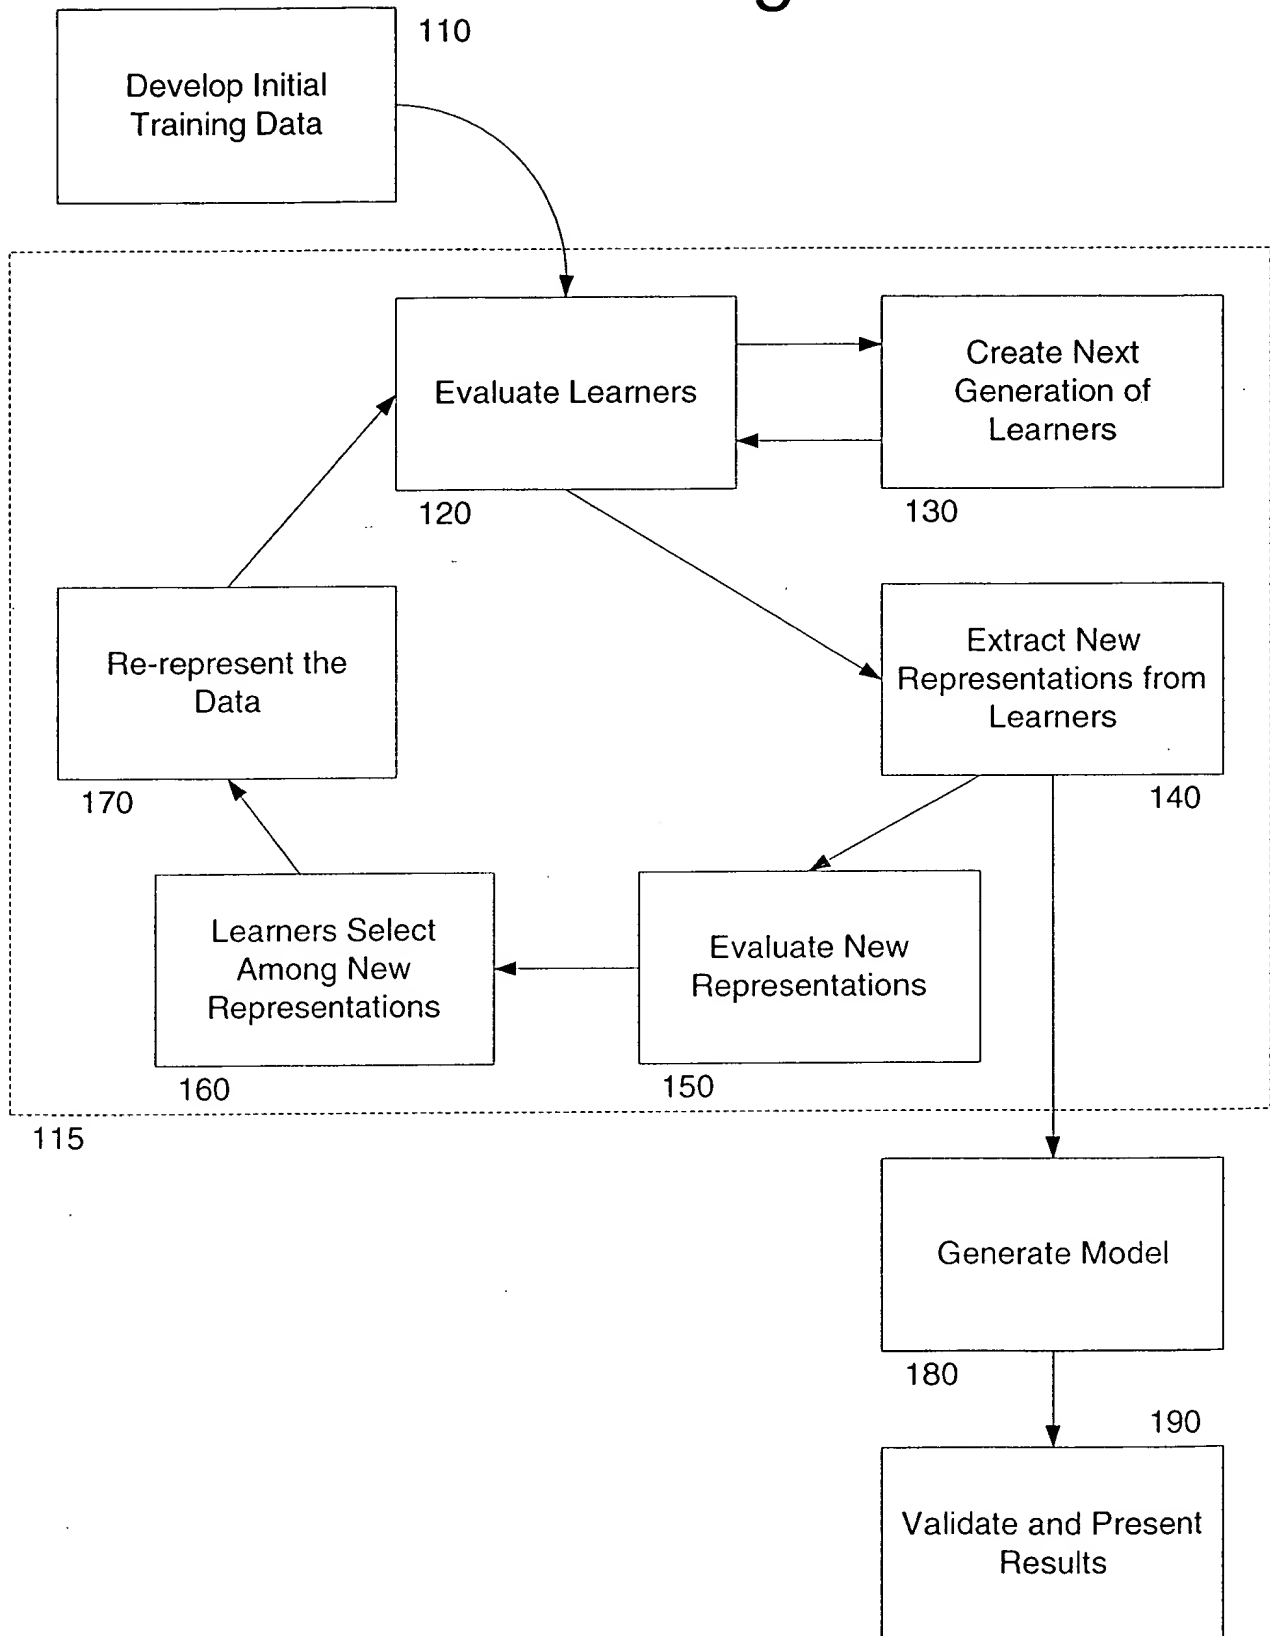 110
Develop Initial
Training Data
Evaluate Learners
120
Create Next
Generation of
Learners
130
Re-represent the
Data
170
Extract New
Representations from
Learners
140
Learners Select
Among New
Representations
160
Evaluate New
Representations
150
115
Generate Model
180
190
Validate and Present
Results